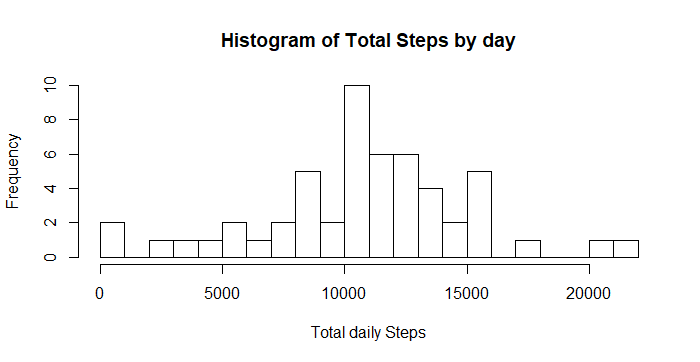 Histogram of Total Steps by day
Frequency
0 2 4 6 8 10
0 5000 10000 15000 20000
Total daily Steps